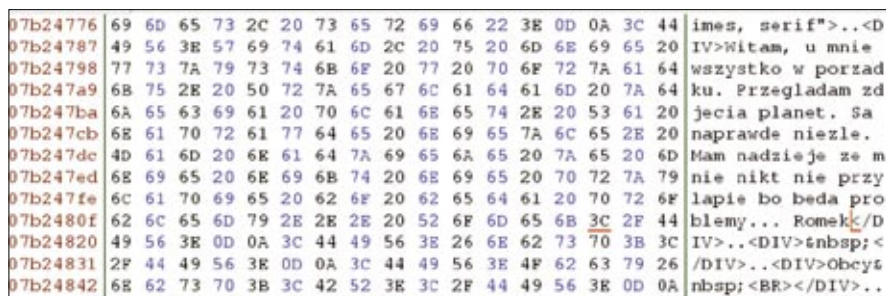 07b24776 69 6D 65 73 2C 20 73 65 72 69 66 22 3E 0D 0A 3C 44 imes, serif">..<D
07b24787 49 56 3E 57 69 74 61 6D 2C 20 75 20 6D 6E 69 65 20 IV>Witam, u mnie
07b24798 77 73 7A 79 73 74 6B 6F 20 77 20 70 6F 72 7A 61 64 wszystko w porzad
07b247a9 6B 75 2E 20 50 72 7A 65 67 6C 61 64 61 6D 20 7A 64 ku. Przegladam zd
07b247ba 6A 65 63 69 61 20 70 6C 61 6E 65 74 2E 20 53 61 20 jecia planet. Sa
07b247cb 6E 61 70 72 61 77 64 65 20 6E 69 65 7A 6C 65 2E 20 naprawde niezle.
07b247dc 4D 61 6D 20 6E 61 64 7A 69 65 6A 65 20 7A 65 20 6D Mam nadzieje ze m
07b247ed 6E 69 65 20 6E 69 6B 74 20 6E 69 65 20 70 72 7A 79 nie nikt nie przy
07b247fe 6C 61 70 69 65 20 62 6F 20 62 65 64 61 20 70 72 6F lapie bo beda pro
07b2480f 62 6C 65 6D 79 2E 2E 2E 20 52 6F 6D 65 6B 3C 2F 44 blemy... Romek</D
07b24820 49 56 3E 0D 0A 3C 44 49 56 3E 26 6E 62 73 70 3B 3C IV>..<DIV>&nbsp;<
07b24831 2F 44 49 56 3E 0D 0A 3C 44 49 56 3E 4F 62 63 79 26 /DIV>..<DIV>Obcy&
07b24842 6E 62 73 70 3B 3C 42 52 3E 3C 2F 44 49 56 3E 0D 0A nbsp;<BR></DIV>..